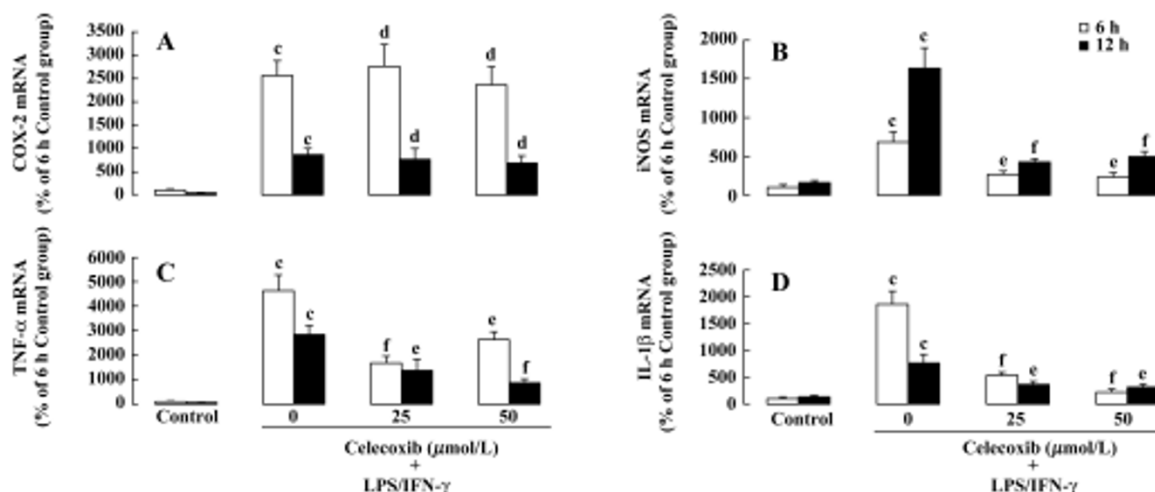 COX-2 mRNA
(% of 6 h Control group)
3500
3000
2500
2000
1500
1000
500
0
A
c
c
d
d
d
d
iNOS mRNA
(% of 6 h Control group)
2000
1500
1000
500
0
B
6 h
12 h
c
c
e
f
e
f
TNF-α mRNA
(% of 6 h Control group)
6000
5000
4000
3000
2000
1000
0
C
c
c
f
e
e
f
Control
0
25
50
Celecoxib (μmol/L)
+
LPS/IFN-γ
IL-1β mRNA
(% of 6 h Control group)
2500
2000
1500
1000
500
0
D
c
c
f
e
f
e
Control
0
25
50
Celecoxib (μmol/L)
+
LPS/IFN-γ